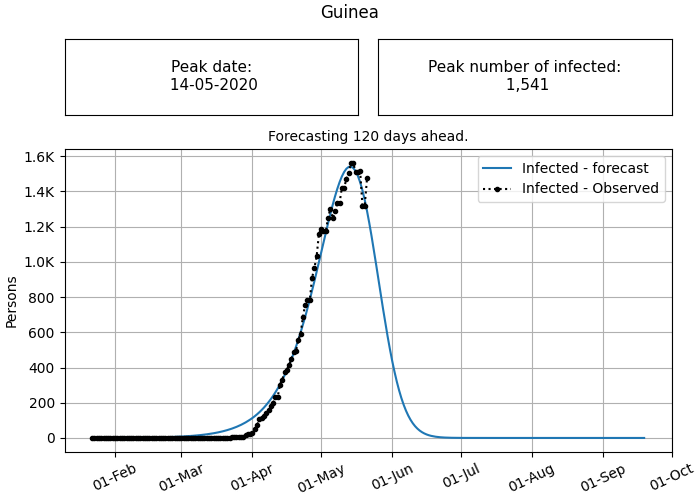 Guinea
Peak date:
14-05-2020
Peak number of infected:
1,541
Forecasting 120 days ahead.
1.6K
1.4K
1.2K
1.0K
800
600
400
200
0
Persons
Infected - forecast
Infected - Observed
01-Feb
01-Mar
01-Apr
01-May
01-Jun
01-Jul
01-Aug
01-Sep
01-Oct